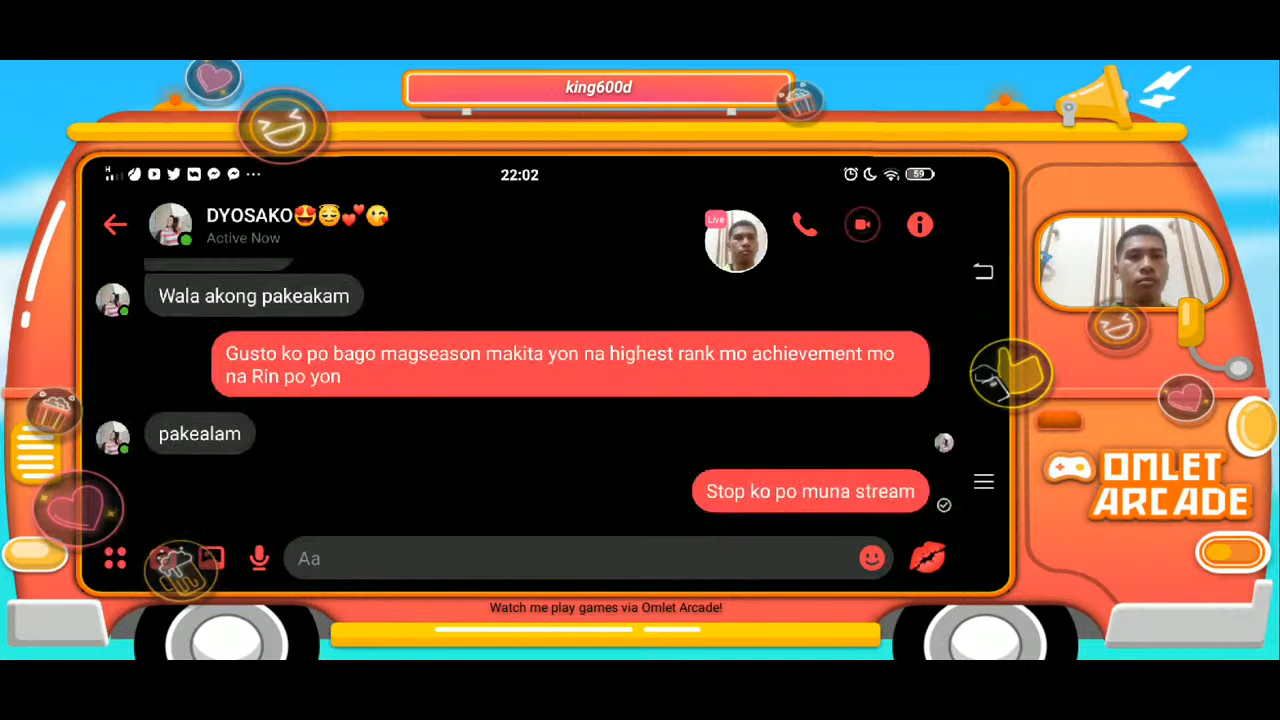 king600d
H
22:02
59
DYOSAKO🤩😇💕😘
Active Now
Live
Wala akong pakeakam
Gusto ko po bago magseason makita yon na highest rank mo achievement mo
na Rin po yon
pakealam
Stop ko po muna stream
Aa
OMLET
ARCADE
Watch me play games via Omlet Arcade!